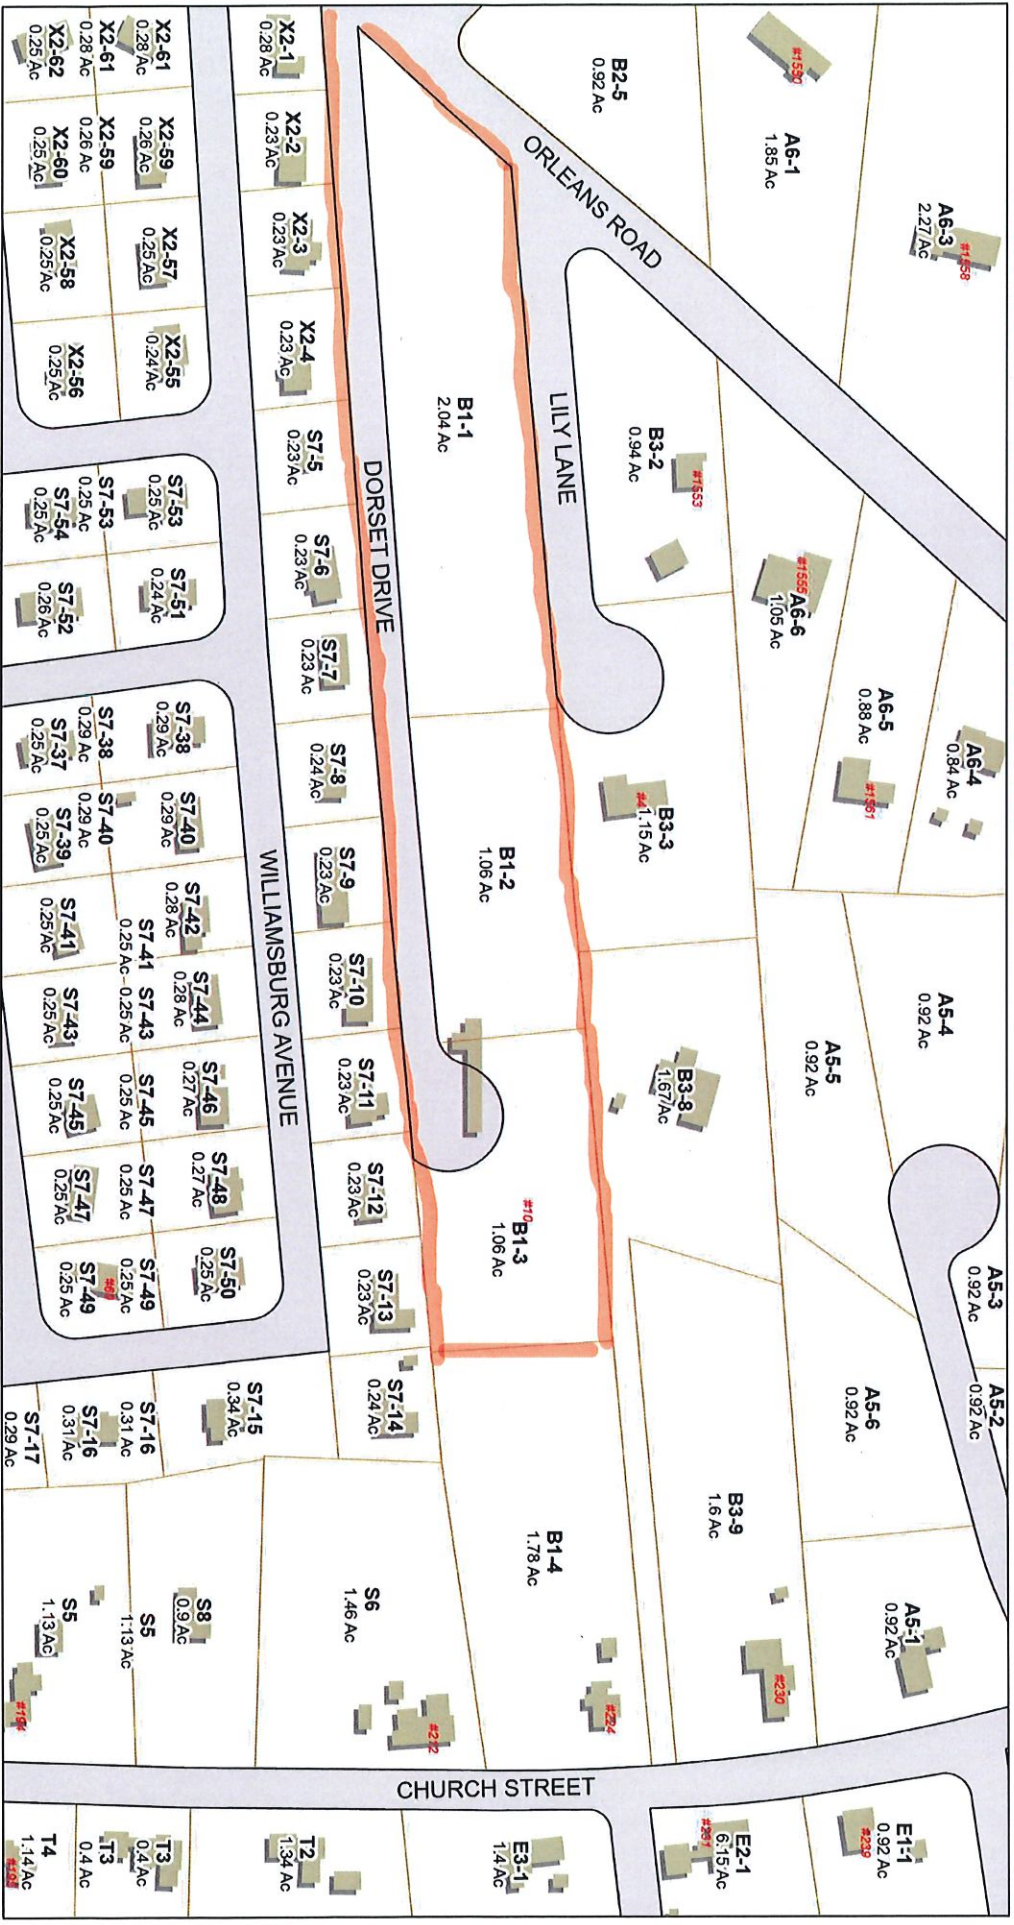 #1580
A6-1
1.85 Ac
A6-3
2.27 Ac
#1558
B2-5
0.92 Ac
ORLEANS ROAD
X2-61
0.28 Ac
X2-61
0.28 Ac
X2-62
0.25 Ac
X2-59
0.26 Ac
X2-59
0.26 Ac
X2-60
0.25 Ac
X2-57
0.25 Ac
X2-58
0.25 Ac
X2-55
0.24 Ac
X2-56
0.25 Ac
X2-1
0.28 Ac
X2-2
0.23 Ac
X2-3
0.23 Ac
X2-4
0.23 Ac
S7-5
0.23 Ac
S7-6
0.23 Ac
S7-7
0.23 Ac
S7-8
0.24 Ac
S7-9
0.23 Ac
S7-10
0.23 Ac
S7-11
0.23 Ac
S7-12
0.23 Ac
S7-13
0.23 Ac
S7-14
0.24 Ac
B1-1
2.04 Ac
LILY LANE
DORSET DRIVE
B3-2
0.94 Ac
#1553
#1555
A6-6
1.05 Ac
A6-5
0.88 Ac
#1561
A6-4
0.84 Ac
B3-3
1.15 Ac
#4
B1-2
1.06 Ac
B3-8
1.67 Ac
B1-3
1.06 Ac
#10
A5-4
0.92 Ac
A5-5
0.92 Ac
A5-3
0.92 Ac
A5-2
0.92 Ac
A5-6
0.92 Ac
A5-1
0.92 Ac
B3-9
1.6 Ac
#230
B1-4
1.78 Ac
#224
S7-53
0.25 Ac
S7-53
0.25 Ac
S7-54
0.25 Ac
S7-51
0.24 Ac
S7-52
0.26 Ac
S7-38
0.29 Ac
S7-38
0.29 Ac
S7-37
0.25 Ac
S7-40
0.29 Ac
S7-40
0.29 Ac
S7-39
0.25 Ac
WILLIAMSBURG AVENUE
S7-42
0.28 Ac
S7-41
0.25 Ac
S7-41
0.25 Ac
S7-44
0.28 Ac
S7-43
0.25 Ac
S7-43
0.25 Ac
S7-46
0.27 Ac
S7-45
0.25 Ac
S7-45
0.25 Ac
S7-48
0.27 Ac
S7-47
0.25 Ac
S7-47
0.25 Ac
S7-50
0.25 Ac
S7-49
0.25 Ac
S7-49
0.25 Ac
S7-15
0.34 Ac
S7-16
0.31 Ac
S7-16
0.31 Ac
S7-17
0.29 Ac
S6
1.46 Ac
#212
S8
0.9 Ac
S5
1.13 Ac
S5
1.13 Ac
CHURCH STREET
E1-1
0.92 Ac
#239
E2-1
6.15 Ac
E3-1
1.4 Ac
T2
1.34 Ac
T3
0.4 Ac
T3
0.4 Ac
T4
1.14 Ac